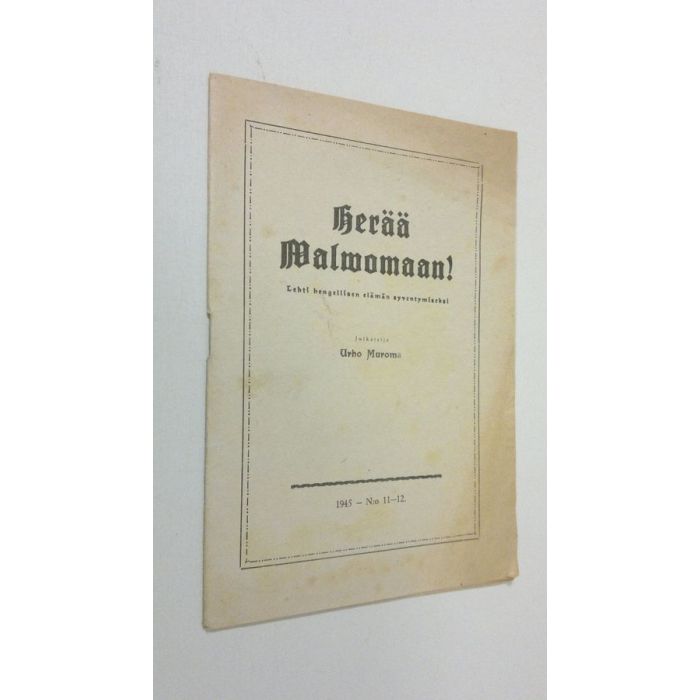 Herää
Walwomaan!
Lehti hengellisen elämän syventymiseksi
Julkaisija
Urho Muroma
1945 – N:o 11–12.